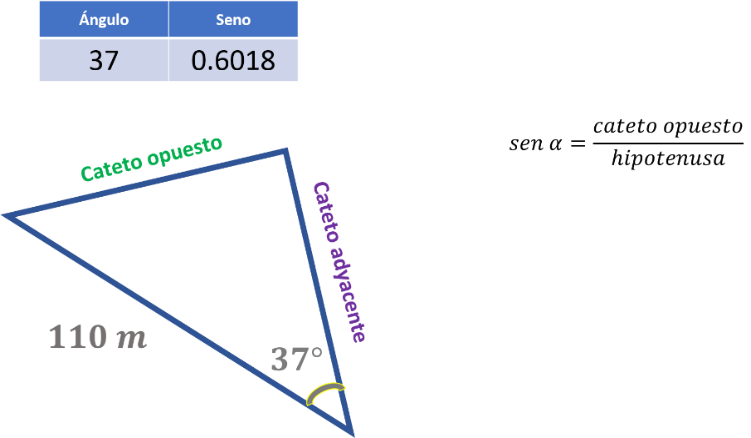 Ángulo Seno
37 0.6018
sen α = cateto opuesto / hipotenusa
Cateto opuesto
Cateto adyacente
110 m
37°